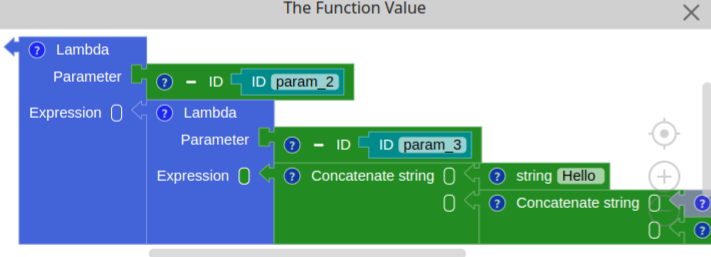 The Function Value
? Lambda
Parameter ? − ID ID param_2
Expression ? Lambda
Parameter ? − ID ID param_3
Expression ? Concatenate string ? string Hello
? Concatenate string ?
?